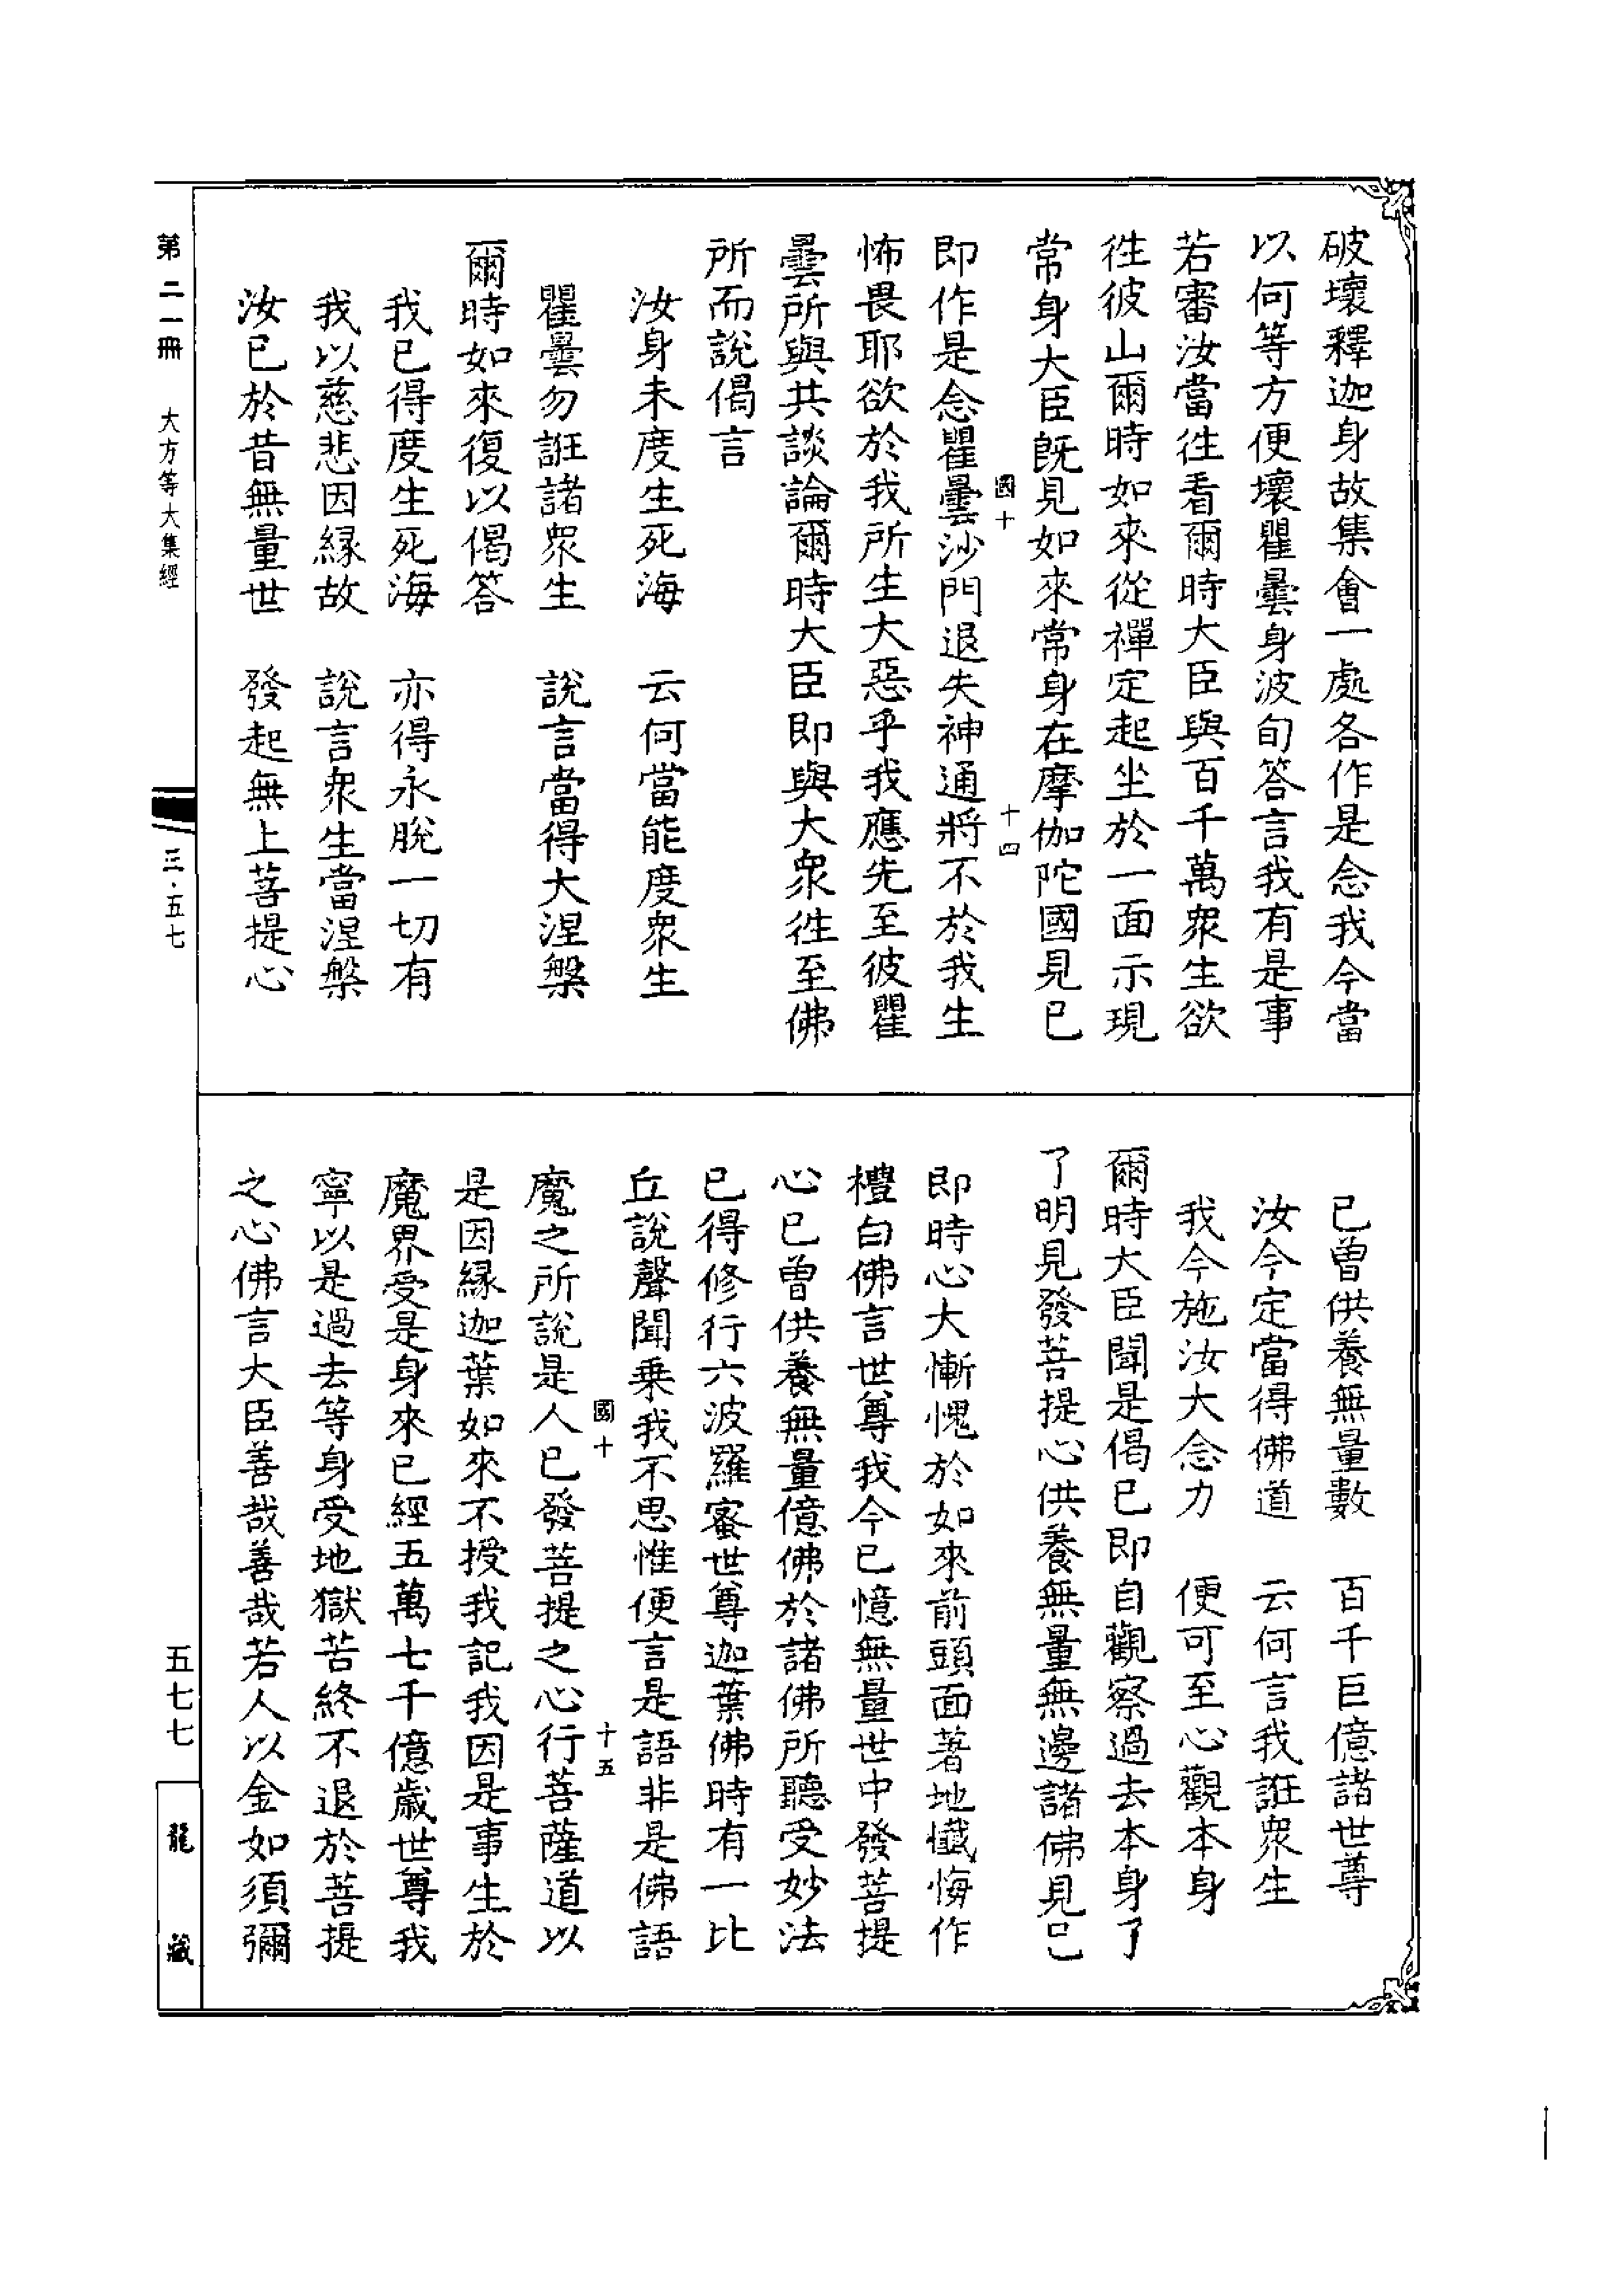 破壞釋迦身故集會一處各作是念我今當
以何等方便壞瞿曇身波旬答言我有是事
若審汝當往看爾時大臣與百千萬眾生欲
徃彼山爾時如來從禪定起坐於一面示現
常身大臣既見如來常身在摩伽陀國見已
國十 十四
即作是念瞿曇沙門退失神通將不於我生
怖畏耶欲於我所生大惡乎我應先至彼瞿
曇所與共談論爾時大臣即與大眾徃至佛
所而說偈言
汝身未度生死海 云何當能度眾生
瞿曇勿誑諸眾生 說言當得大涅槃
爾時如來復以偈答
我已得度生死海 亦得永脫一切有
我以慈悲因緣故 說言眾生當涅槃
汝已於昔無量世 發起無上菩提心
已曾供養無量數 百千巨億諸世尊
汝今定當得佛道 云何言我誑眾生
我今施汝大念力 便可至心觀本身
爾時大臣聞是偈已即自觀察過去本身了
了明見發菩提心供養無量無邊諸佛見已
即時心大慚愧於如來前頭面著地懺悔作
禮白佛言世尊我今已憶無量世中發菩提
心已曾供養無量億佛於諸佛所聽受妙法
已得修行六波羅蜜世尊迦葉佛時有一比
丘說聲聞乗我不思惟便言是語非是佛語
國十 十五
魔之所說是人已發菩提之心行菩薩道以
是因緣迦葉如來不授我記我因是事生於
魔界受是身來已經五萬七千億歲世尊我
寧以是過去等身受地獄苦終不退於菩提
之心佛言大臣善哉善哉若人以金如須彌
第二一冊 大方等大集經 三·五七 五七七 龍藏